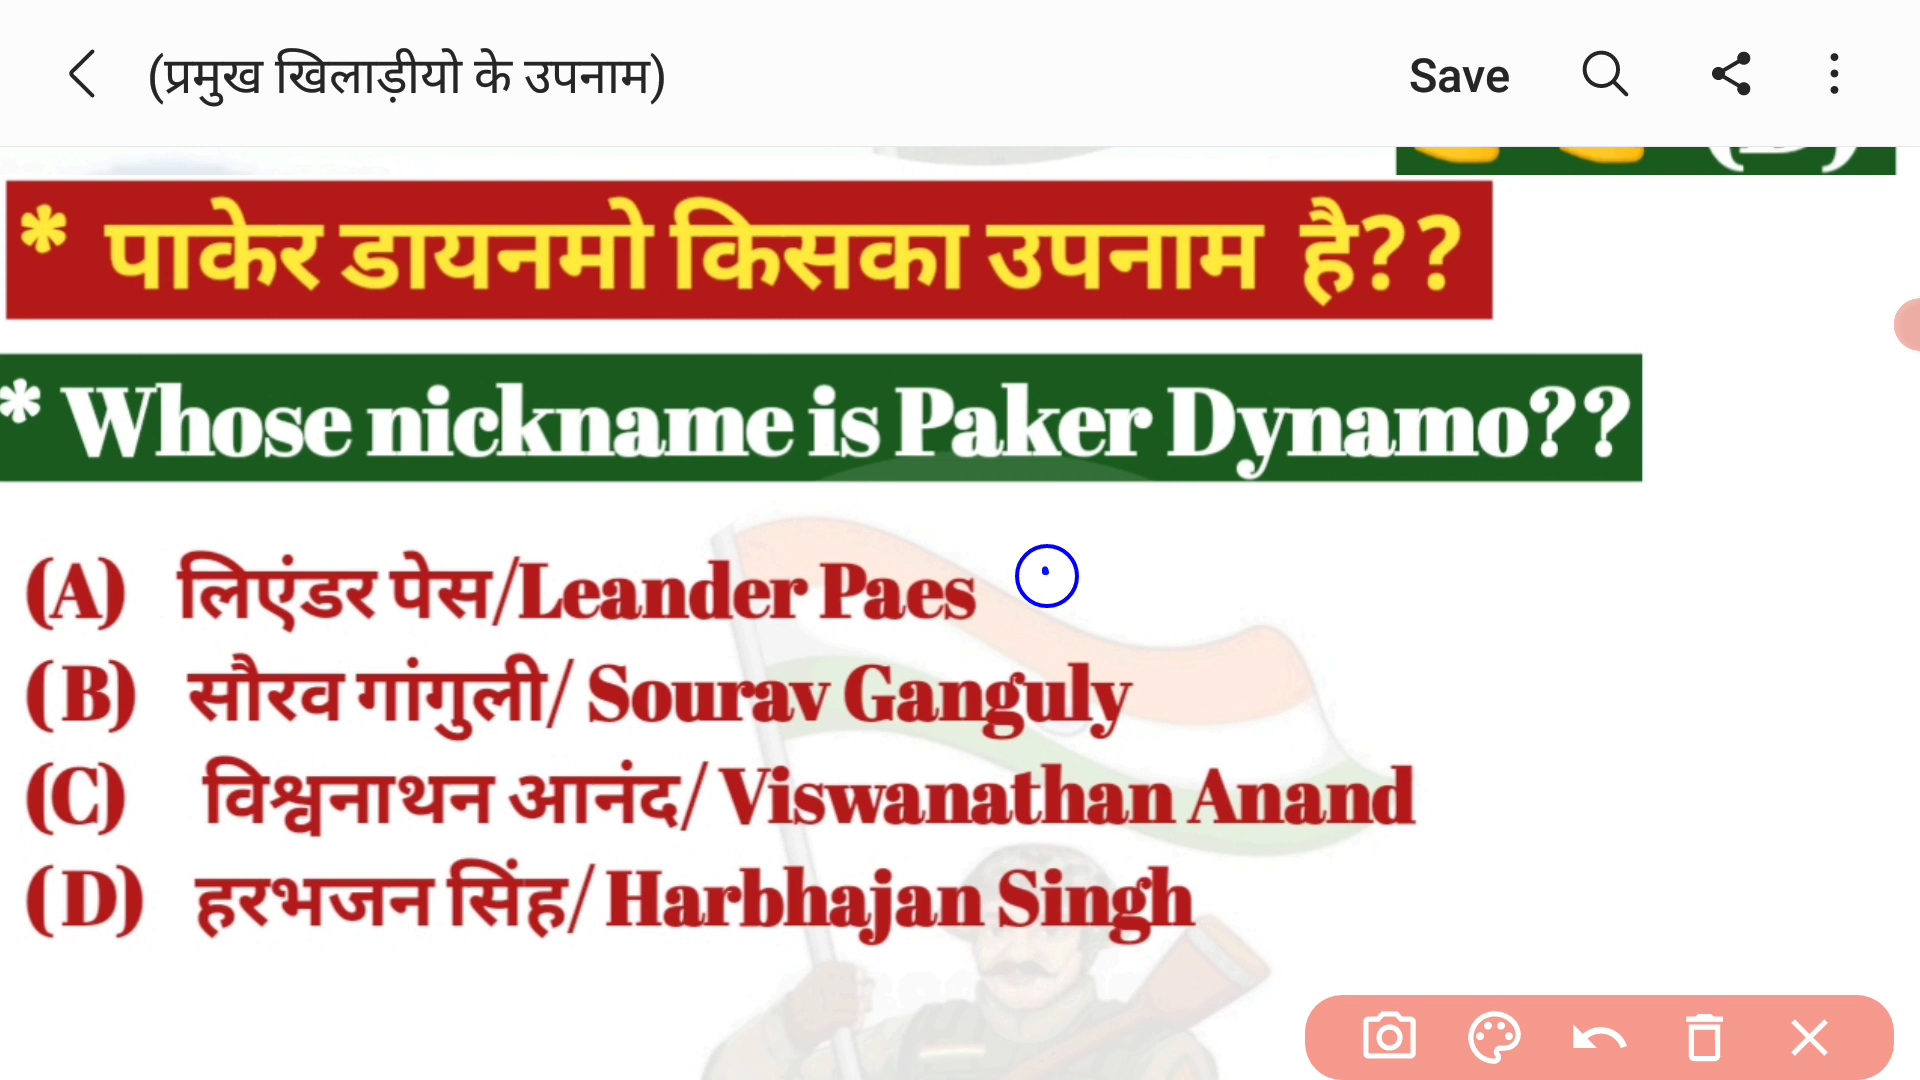 (प्रमुख खिलाड़ीयो के उपनाम) Save
* पाकेर डायनमो किसका उपनाम है??
* Whose nickname is Paker Dynamo??
(A) लिएंडर पेस/Leander Paes
(B) सौरव गांगुली/ Sourav Ganguly
(C) विश्वनाथन आनंद/ Viswanathan Anand
(D) हरभजन सिंह/ Harbhajan Singh